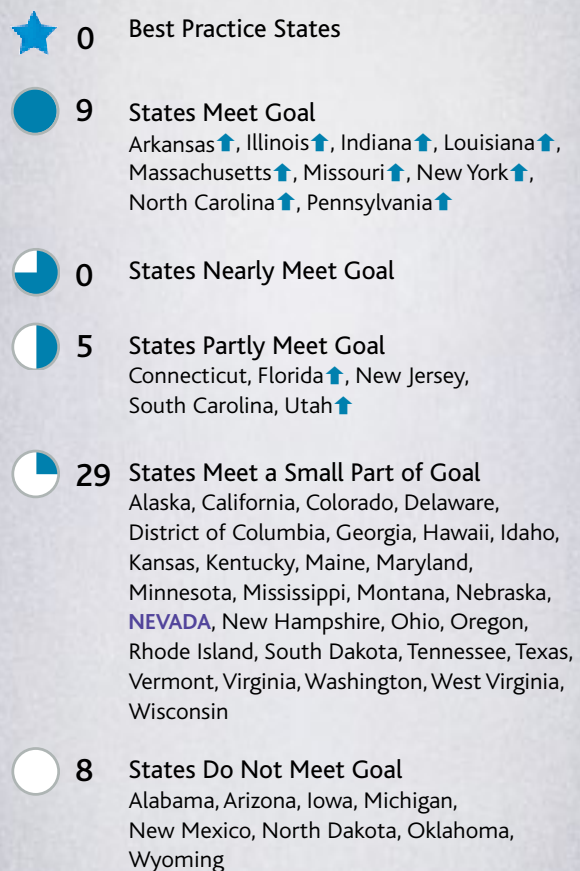 0 Best Practice States
9 States Meet Goal
Arkansas⬆, Illinois⬆, Indiana⬆, Louisiana⬆,
Massachusetts⬆, Missouri⬆, New York⬆,
North Carolina⬆, Pennsylvania⬆
0 States Nearly Meet Goal
5 States Partly Meet Goal
Connecticut, Florida⬆, New Jersey,
South Carolina, Utah⬆
29 States Meet a Small Part of Goal
Alaska, California, Colorado, Delaware,
District of Columbia, Georgia, Hawaii, Idaho,
Kansas, Kentucky, Maine, Maryland,
Minnesota, Mississippi, Montana, Nebraska,
NEVADA, New Hampshire, Ohio, Oregon,
Rhode Island, South Dakota, Tennessee, Texas,
Vermont, Virginia, Washington, West Virginia,
Wisconsin
8 States Do Not Meet Goal
Alabama, Arizona, Iowa, Michigan,
New Mexico, North Dakota, Oklahoma,
Wyoming